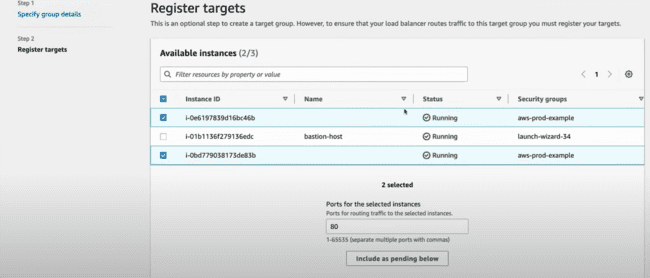 Step 1
Specify group details
Step 2
Register targets
Register targets
This is an optional step to create a target group. However, to ensure that your load balancer routes traffic to this target group you must register your targets.
Available instances (2/3)
Filter resources by property or value
1
Instance ID Name Status Security groups
i-0e6197839d16bc46b Running aws-prod-example
i-01b1136f279136edc bastion-host Running launch-wizard-34
i-0bd779038173de83b Running aws-prod-example
2 selected
Ports for the selected instances
Ports for routing traffic to the selected instances.
80
1-65535 (separate multiple ports with commas)
Include as pending below